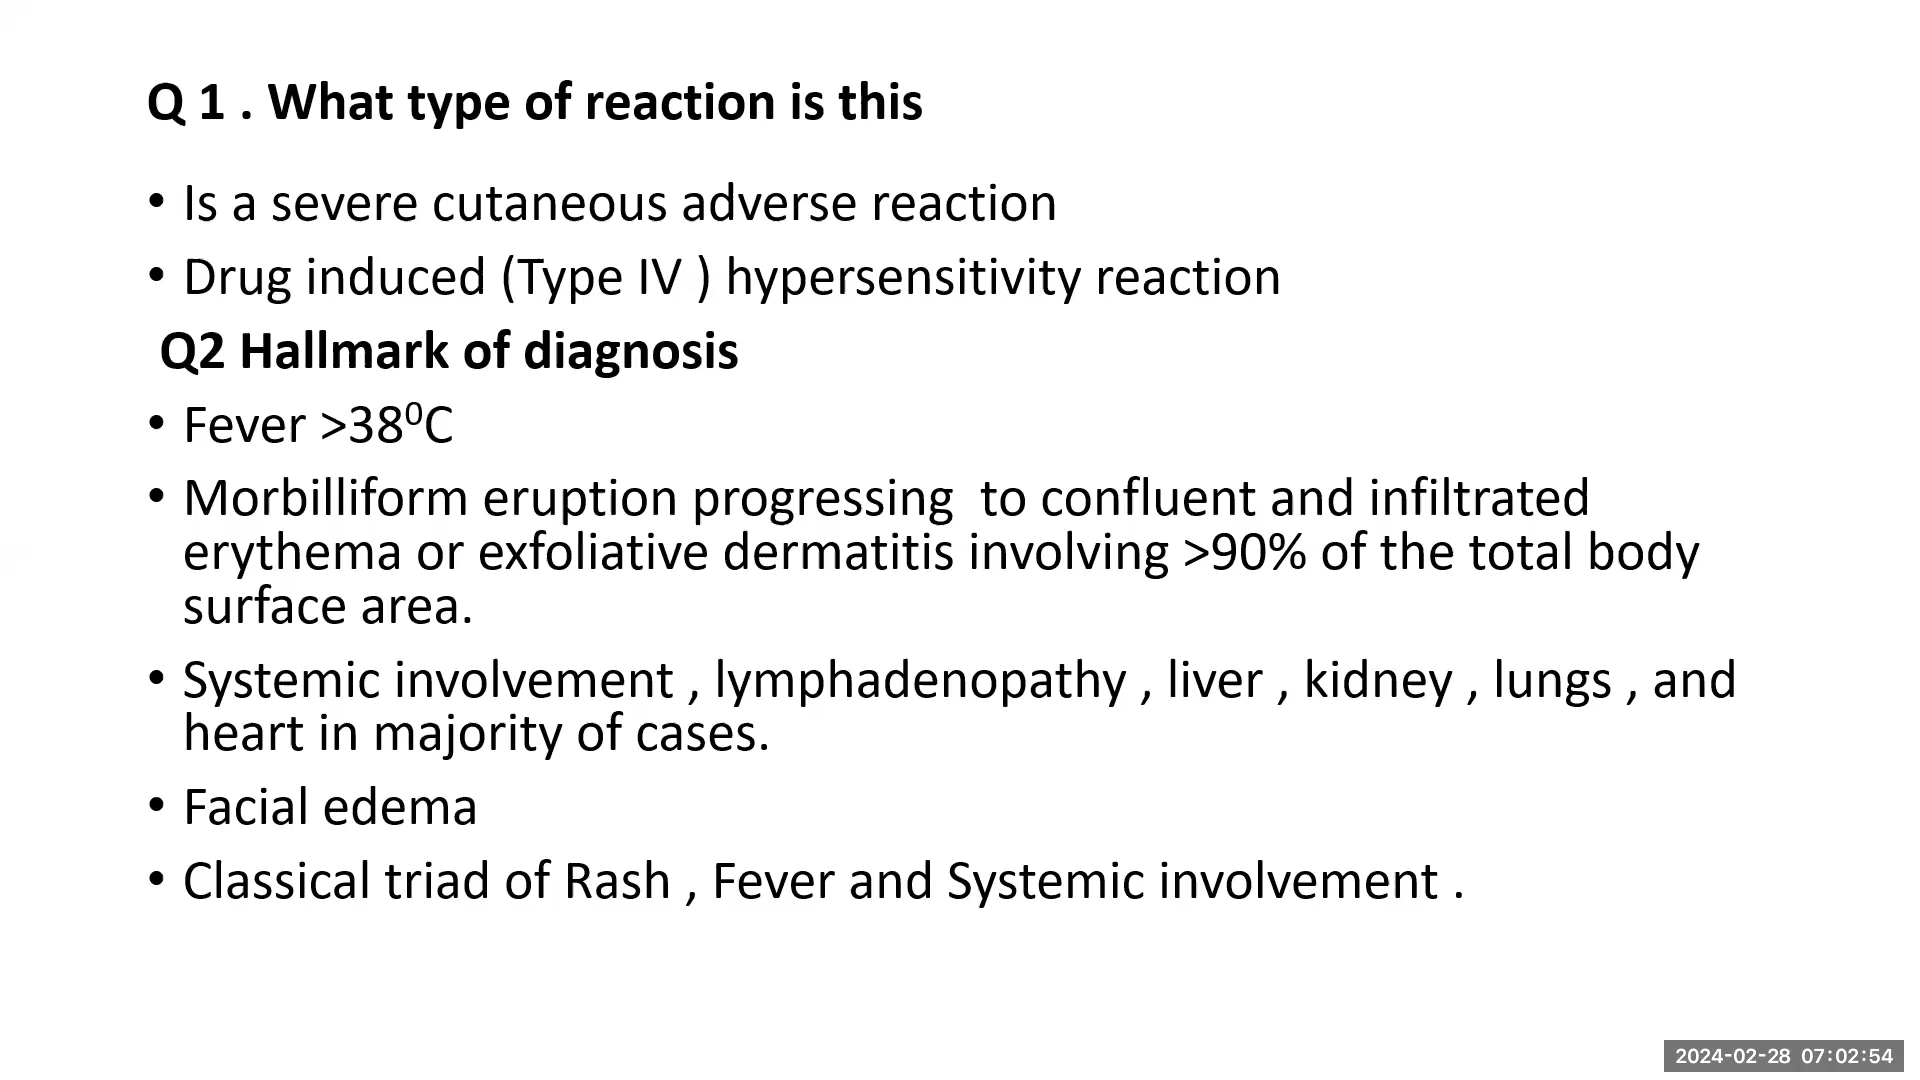 Q 1 . What type of reaction is this
• Is a severe cutaneous adverse reaction
• Drug induced (Type IV ) hypersensitivity reaction
Q2 Hallmark of diagnosis
• Fever >38⁰C
• Morbilliform eruption progressing  to confluent and infiltrated
erythema or exfoliative dermatitis involving >90% of the total body
surface area.
• Systemic involvement , lymphadenopathy , liver , kidney , lungs , and
heart in majority of cases.
• Facial edema
• Classical triad of Rash , Fever and Systemic involvement .
2024-02-28 07:02:54